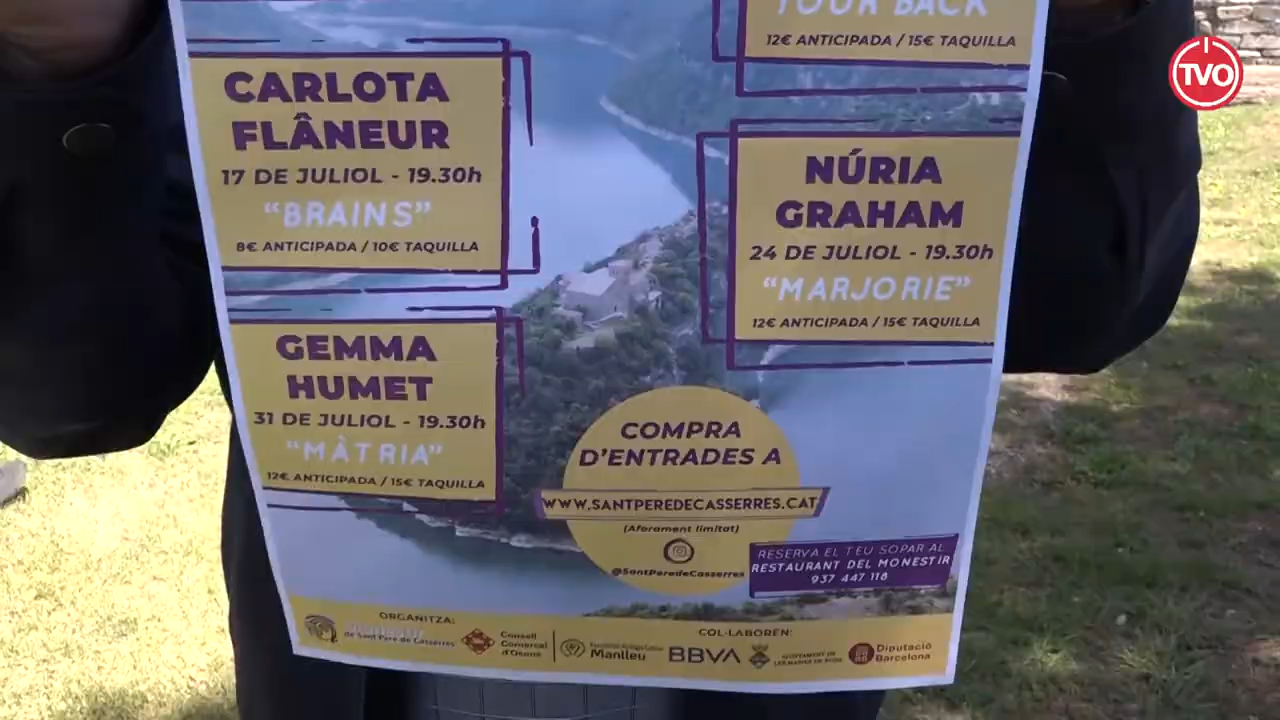 YOUR BACK
12€ ANTICIPADA / 15€ TAQUILLA
TVO
CARLOTA
FLÂNEUR
17 DE JULIOL - 19.30h
"BRAINS"
8€ ANTICIPADA / 10€ TAQUILLA
NÚRIA
GRAHAM
24 DE JULIOL - 19.30h
"MARJORIE"
12€ ANTICIPADA / 15€ TAQUILLA
GEMMA
HUMET
31 DE JULIOL - 19.30h
"MÀTRIA"
12€ ANTICIPADA / 15€ TAQUILLA
COMPRA
D'ENTRADES A
WWW.SANTPEREDECASSERRES.CAT
(Aforament limitat)
@SantPeredeCasserres
RESERVA EL TEU SOPAR AL
RESTAURANT DEL MONESTIR
937 447 118
ORGANITZA:
de Sant Pere de Casserres
Consell
Comarcal
d'Osona
COL·LABOREN:
Manlleu
BBVA
AJUNTAMENT DE
Diputació
Barcelona